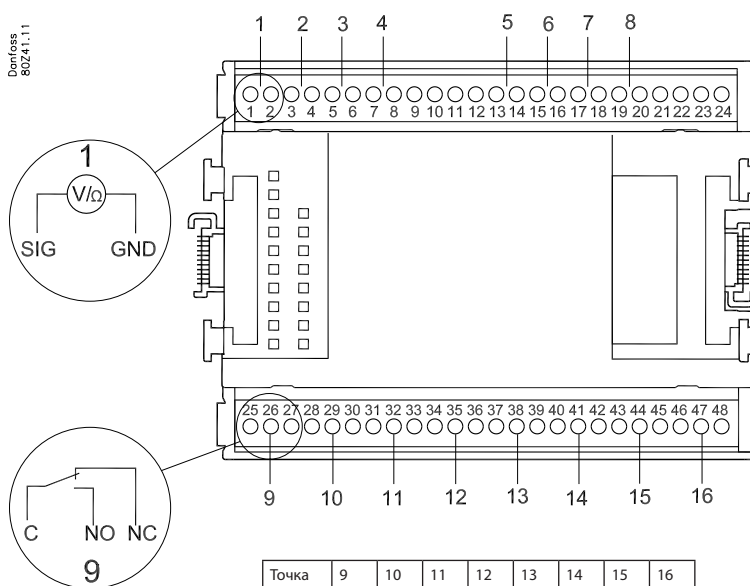 Danfoss
80Z41.11
1 2 3 4 5 6 7 8
1 2 3 4 5 6 7 8 9 10 11 12 13 14 15 16 17 18 19 20 21 22 23 24
1
V/Ω
SIG GND
25 26 27 28 29 30 31 32 33 34 35 36 37 38 39 40 41 42 43 44 45 46 47 48
9 10 11 12 13 14 15 16
C NO NC
9
Точка 9 10 11 12 13 14 15 16